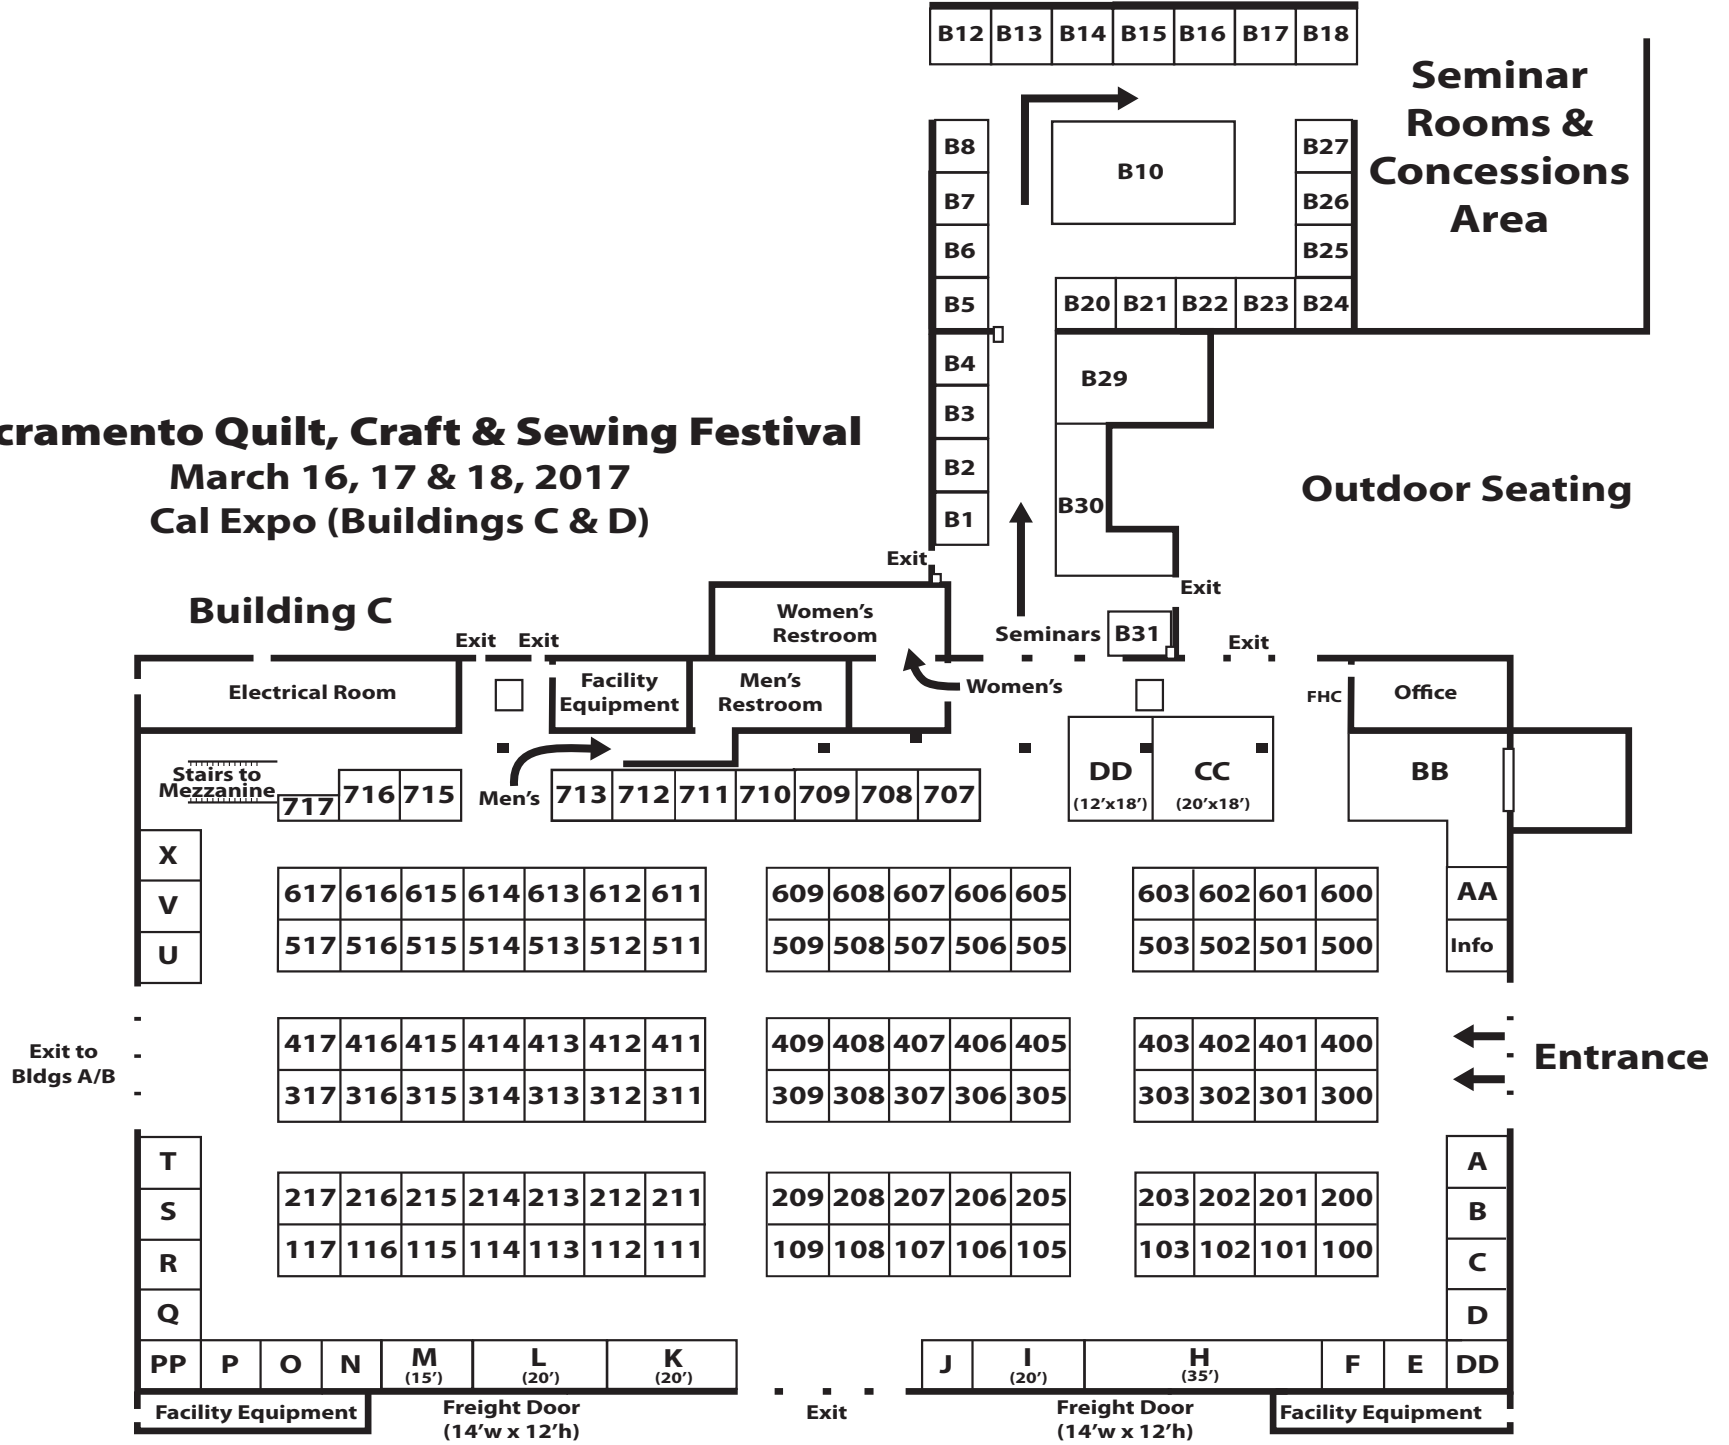 B12 B13 B14 B15 B16 B17 B18
Seminar
Rooms &
Concessions
Area
B8
B7
B6
B5
B10
B27
B26
B25
B20 B21 B22 B23 B24
B4
B3
B2
B1
B29
B30
cramento Quilt, Craft & Sewing Festival
March 16, 17 & 18, 2017
Cal Expo (Buildings C & D)
Outdoor Seating
Exit
Exit
Building C
Women's
Restroom
Seminars
B31
Exit
Exit
Exit
Electrical Room
Facility
Equipment
Men's
Restroom
Women's
FHC
Office
Stairs to
Mezzanine
717 716 715
Men's
713 712 711 710 709 708 707
DD
(12'x18')
CC
(20'x18')
BB
X
V
U
617 616 615 614 613 612 611
517 516 515 514 513 512 511
609 608 607 606 605
509 508 507 506 505
603 602 601 600
503 502 501 500
AA
Info
Exit to
Bldgs A/B
417 416 415 414 413 412 411
317 316 315 314 313 312 311
409 408 407 406 405
309 308 307 306 305
403 402 401 400
303 302 301 300
Entrance
T
S
R
Q
217 216 215 214 213 212 211
117 116 115 114 113 112 111
209 208 207 206 205
109 108 107 106 105
203 202 201 200
103 102 101 100
A
B
C
D
PP P O N
M
(15')
L
(20')
K
(20')
J
I
(20')
H
(35')
F E DD
Facility Equipment
Freight Door
(14'w x 12'h)
Exit
Freight Door
(14'w x 12'h)
Facility Equipment